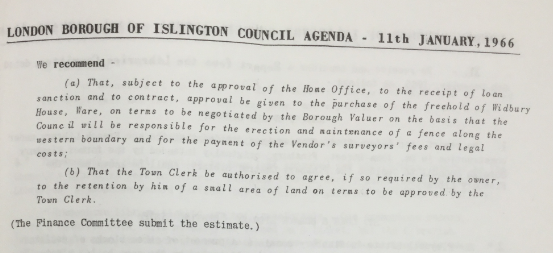 LONDON BOROUGH OF ISLINGTON COUNCIL AGENDA - 11th JANUARY, 1966
We recommend -
(a) That, subject to the approval of the Home Office, to the receipt of loan
sanction and to contract, approval be given to the purchase of the freehold of Widbury
House, Ware, on terms to be negotiated by the Borough Valuer on the basis that the
Council will be responsible for the erection and maintenance of a fence along the
western boundary and for the payment of the Vendor's surveyors' fees and legal
costs;
(b) That the Town Clerk be authorised to agree, if so required by the owner,
to the retention by him of a small area of land on terms to be approved by the
Town Clerk.
(The Finance Committee submit the estimate.)